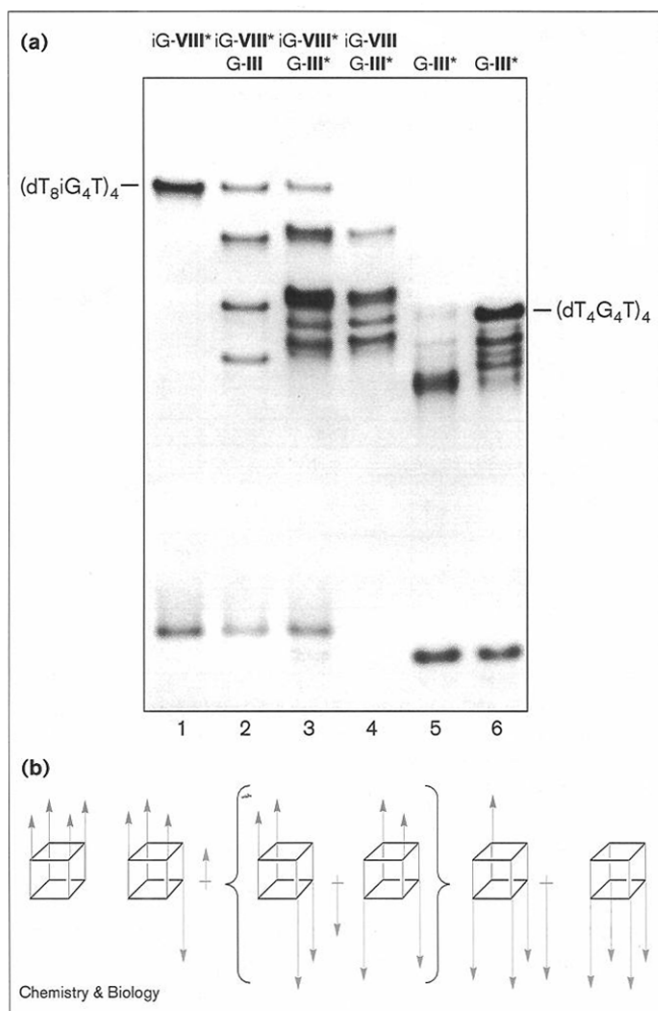 (a)
iG-VIII* iG-VIII* iG-VIII* iG-VIII
G-III G-III* G-III* G-III* G-III*
(dT₈iG₄T)₄
(dT₄G₄T)₄
1 2 3 4 5 6
(b)
Chemistry & Biology